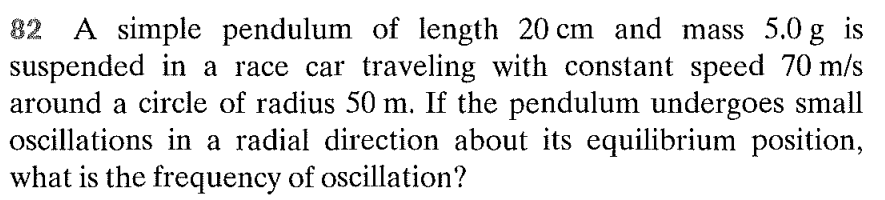 82 A simple pendulum of length 20 cm and mass 5.0 g is
suspended in a race car traveling with constant speed 70 m/s
around a circle of radius 50 m. If the pendulum undergoes small
oscillations in a radial direction about its equilibrium position,
what is the frequency of oscillation?